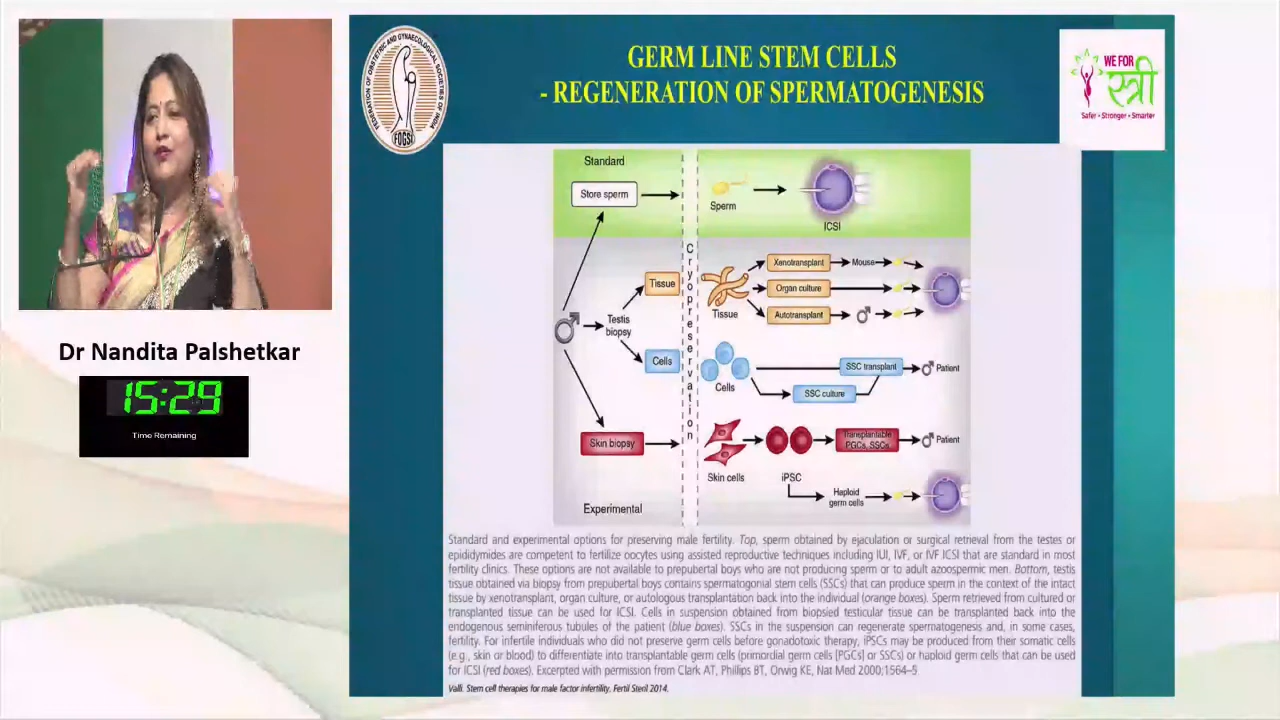 GERM LINE STEM CELLS
- REGENERATION OF SPERMATOGENESIS
FEDERATION OF OBSTETRIC AND GYNAECOLOGICAL SOCIETIES OF INDIA
FOGSI
WE FOR
स्त्री
Safer • Stronger • Smarter
Dr Nandita Palshetkar
15:29
Time Remaining
Standard
Store sperm
Sperm
ICSI
Cryopreservation
Tissue
Testis
biopsy
Cells
Skin biopsy
Experimental
Tissue
Xenotransplant
Mouse
Organ culture
Autotransplant
Cells
SSC transplant
Patient
SSC culture
Skin cells
iPSC
Transplantable
PGCs, SSCs
Patient
Haploid
germ cells
Standard and experimental options for preserving male fertility. Top, sperm obtained by ejaculation or surgical retrieval from the testes or
epididymides are competent to fertilize oocytes using assisted reproductive techniques including IUI, IVF, or IVF ICSI that are standard in most
fertility clinics. These options are not available to prepubertal boys who are not producing sperm or to adult azoospermic men. Bottom, testis
tissue obtained via biopsy from prepubertal boys contains spermatogonial stem cells (SSCs) that can produce sperm in the context of the intact
tissue by xenotransplant, organ culture, or autologous transplantation back into the individual (orange boxes). Sperm retrieved from cultured or
transplanted tissue can be used for ICSI. Cells in suspension obtained from biopsied testicular tissue can be transplanted back into the
endogenous seminiferous tubules of the patient (blue boxes). SSCs in the suspension can regenerate spermatogenesis and, in some cases,
fertility. For infertile individuals who did not preserve germ cells before gonadotoxic therapy, iPSCs may be produced from their somatic cells
(e.g., skin or blood) to differentiate into transplantable germ cells (primordial germ cells [PGCs] or SSCs) or haploid germ cells that can be used
for ICSI (red boxes). Excerpted with permission from Clark AT, Phillips BT, Orwig KE, Nat Med 2000;1564–5
Valli. Stem cell therapies for male factor infertility. Fertil Steril 2014.